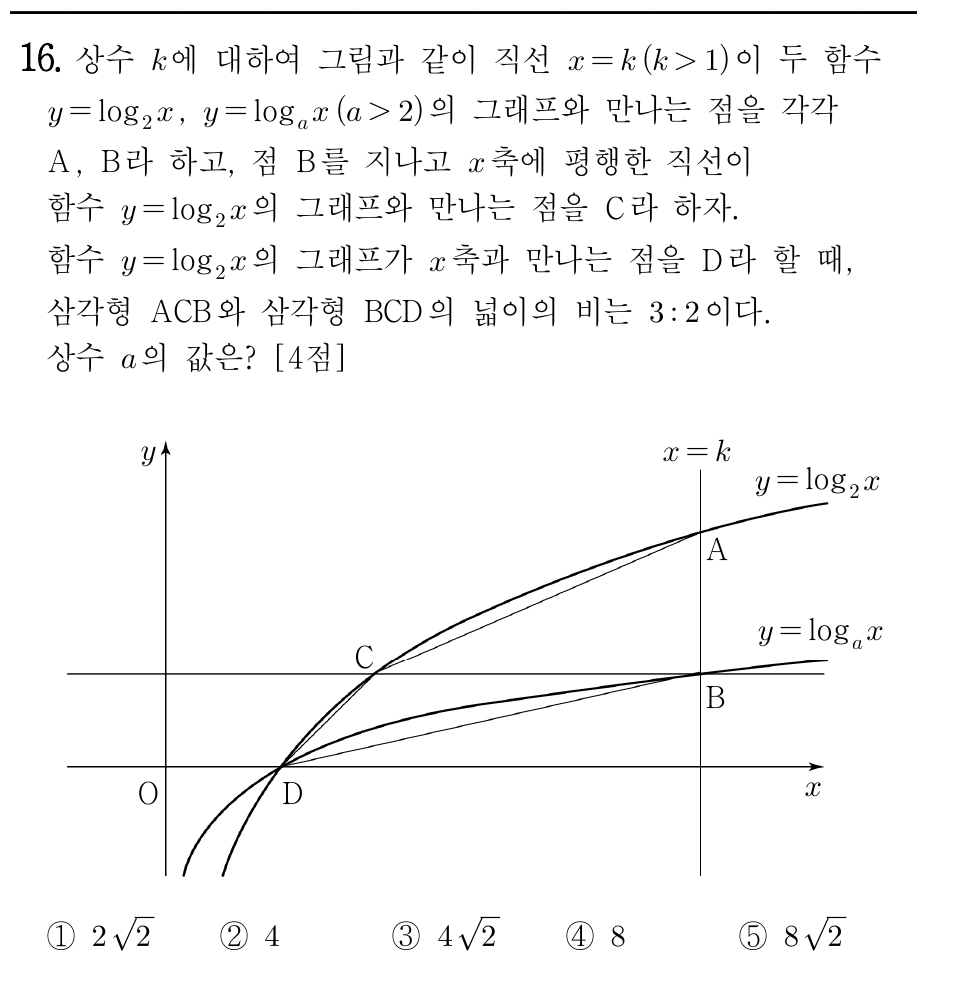 16. 상수 k에 대하여 그림과 같이 직선 x=k(k>1)이 두 함수
y=log₂x, y=logₐx(a>2)의 그래프와 만나는 점을 각각
A, B라 하고, 점 B를 지나고 x축에 평행한 직선이
함수 y=log₂x의 그래프와 만나는 점을 C라 하자.
함수 y=log₂x의 그래프가 x축과 만나는 점을 D라 할 때,
삼각형 ACB와 삼각형 BCD의 넓이의 비는 3:2이다.
상수 a의 값은? [4점]
y
x=k
y=log₂x
A
y=logₐx
C
B
O
D
x
① 2√2 ② 4 ③ 4√2 ④ 8 ⑤ 8√2